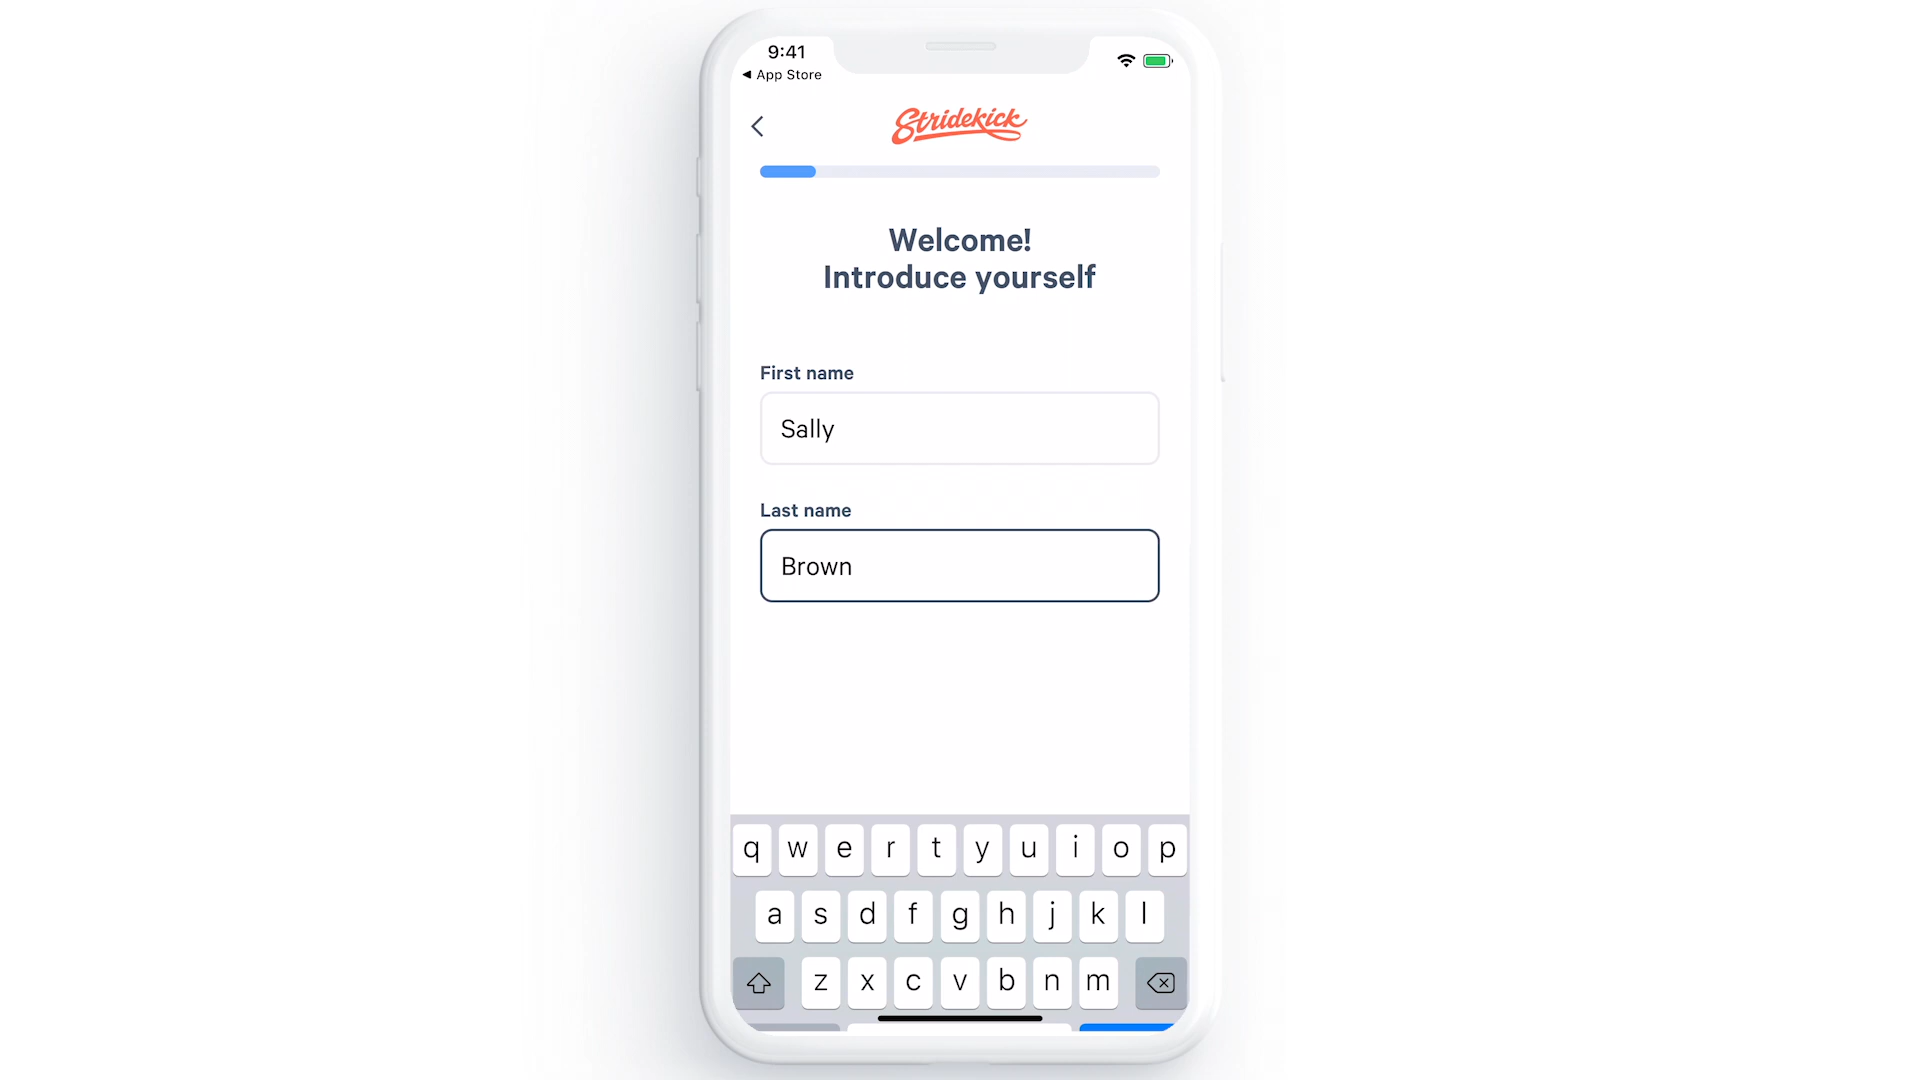 9:41
◀ App Store
Stridekick
Welcome!
Introduce yourself
First name
Sally
Last name
Brown
q w e r t y u i o p
a s d f g h j k l
z x c v b n m